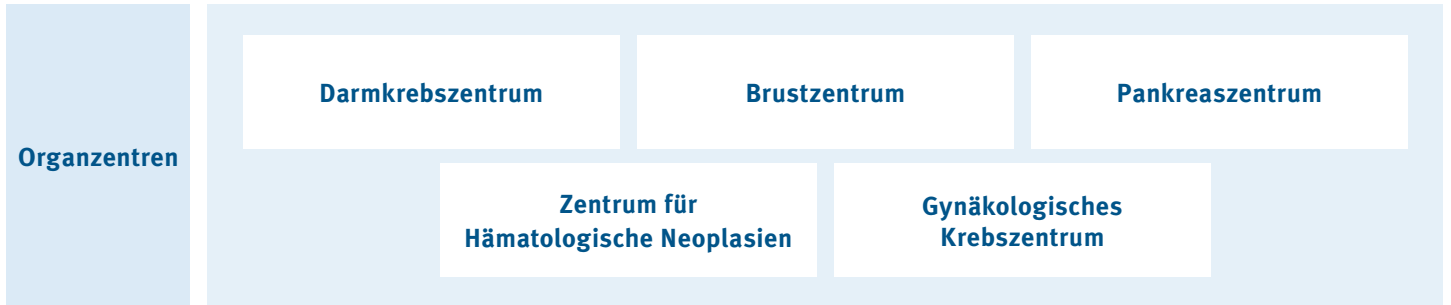 Organzentren
Darmkrebszentrum
Brustzentrum
Pankreaszentrum
Zentrum für
Hämatologische Neoplasien
Gynäkologisches
Krebszentrum